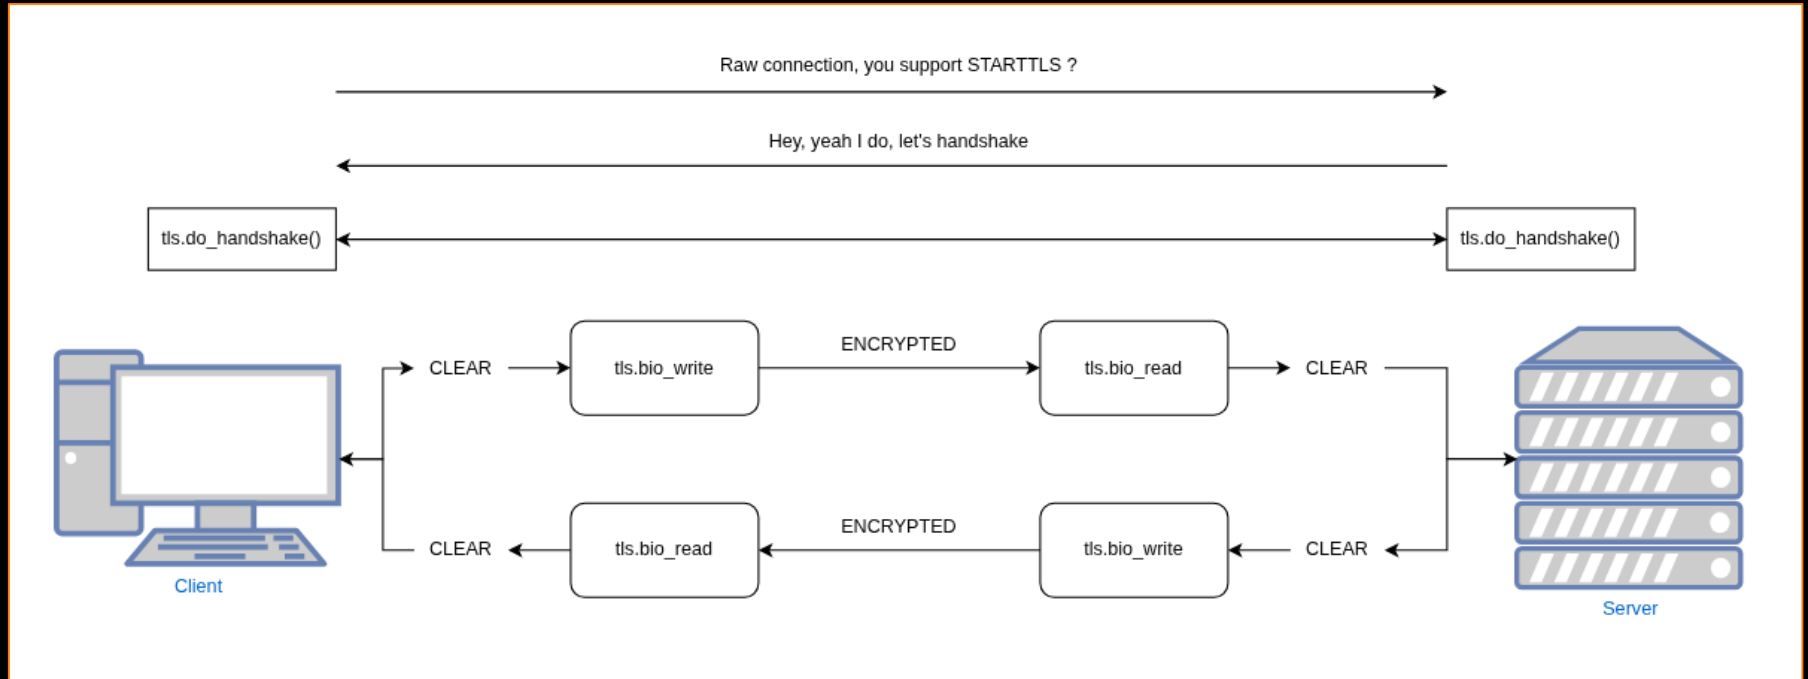 Raw connection, you support STARTTLS ?
Hey, yeah I do, let's handshake
tls.do_handshake()
tls.do_handshake()
CLEAR
tls.bio_write
ENCRYPTED
tls.bio_read
CLEAR
CLEAR
tls.bio_read
ENCRYPTED
tls.bio_write
CLEAR
Client
Server